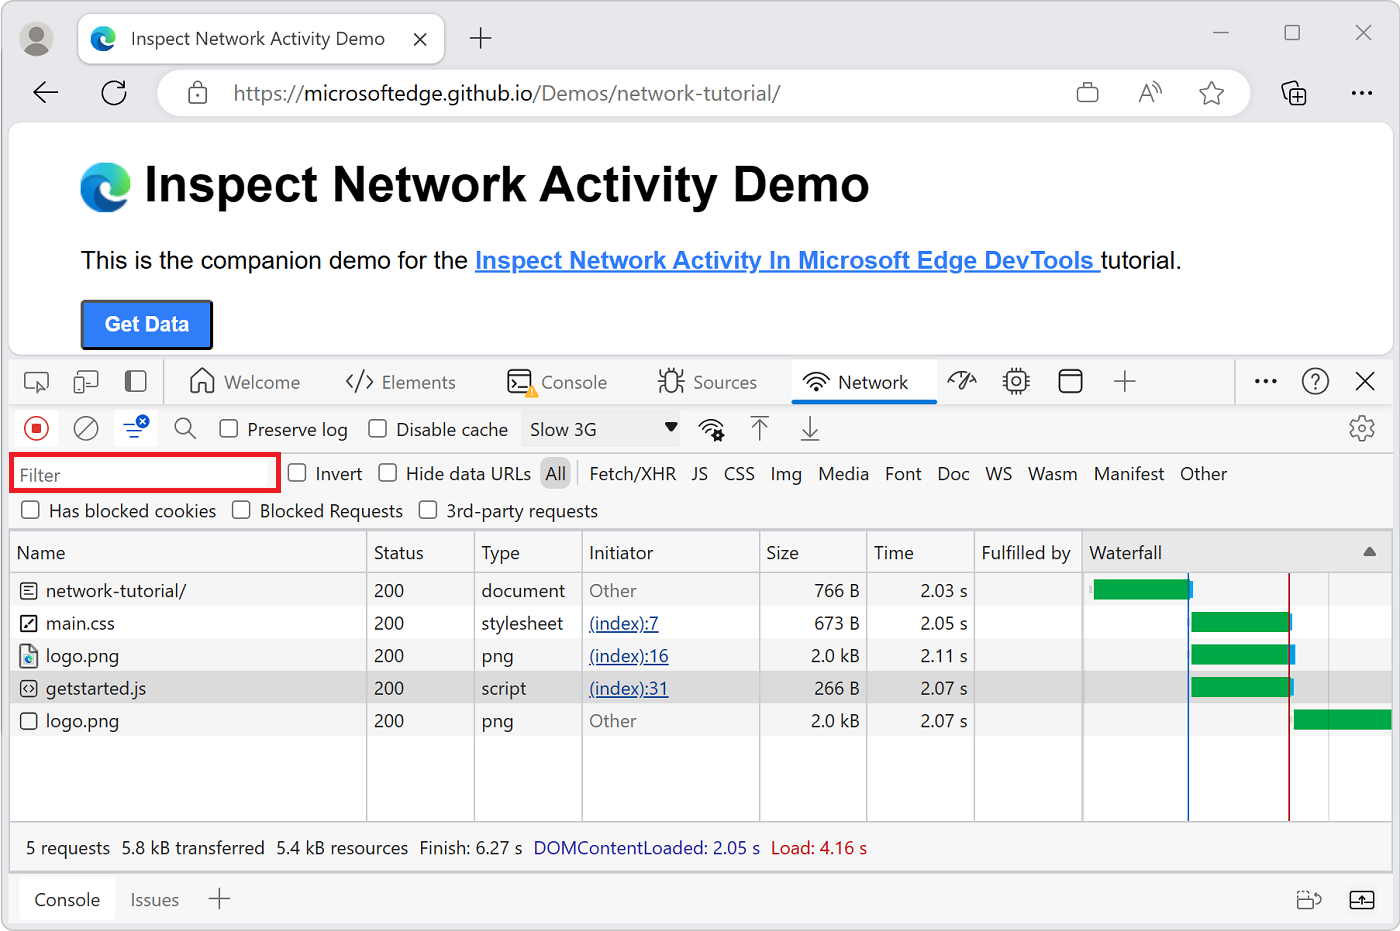 Inspect Network Activity Demo
https://microsoftedge.github.io/Demos/network-tutorial/
Inspect Network Activity Demo
This is the companion demo for the Inspect Network Activity In Microsoft Edge DevTools tutorial.
Get Data
Welcome Elements Console Sources Network
Preserve log Disable cache Slow 3G
Filter Invert Hide data URLs All Fetch/XHR JS CSS Img Media Font Doc WS Wasm Manifest Other
Has blocked cookies Blocked Requests 3rd-party requests
Name Status Type Initiator Size Time Fulfilled by Waterfall
network-tutorial/ 200 document Other 766 B 2.03 s
main.css 200 stylesheet (index):7 673 B 2.05 s
logo.png 200 png (index):16 2.0 kB 2.11 s
getstarted.js 200 script (index):31 266 B 2.07 s
logo.png 200 png Other 2.0 kB 2.07 s
5 requests 5.8 kB transferred 5.4 kB resources Finish: 6.27 s DOMContentLoaded: 2.05 s Load: 4.16 s
Console Issues